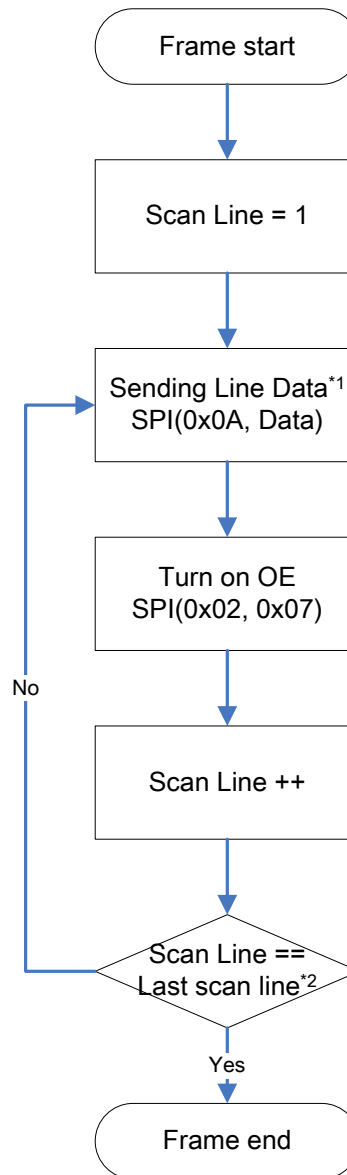 Frame start
Scan Line = 1
Sending Line Data*1
SPI(0x0A, Data)
Turn on OE
SPI(0x02, 0x07)
No
Scan Line ++
Scan Line ==
Last scan line*2
Yes
Frame end